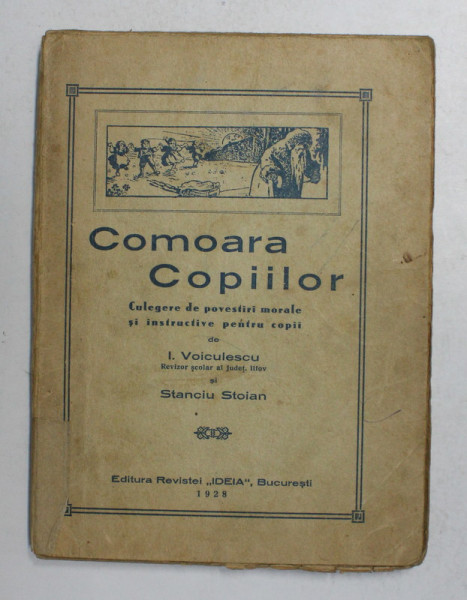 Comoara
Copiilor
Culegere de povestiri morale
și instructive pentru copii
de
I. Voiculescu
Revizor școlar al Județ. Ilfov
și
Stanciu Stoian
Editura Revistei „IDEIA", București
1928